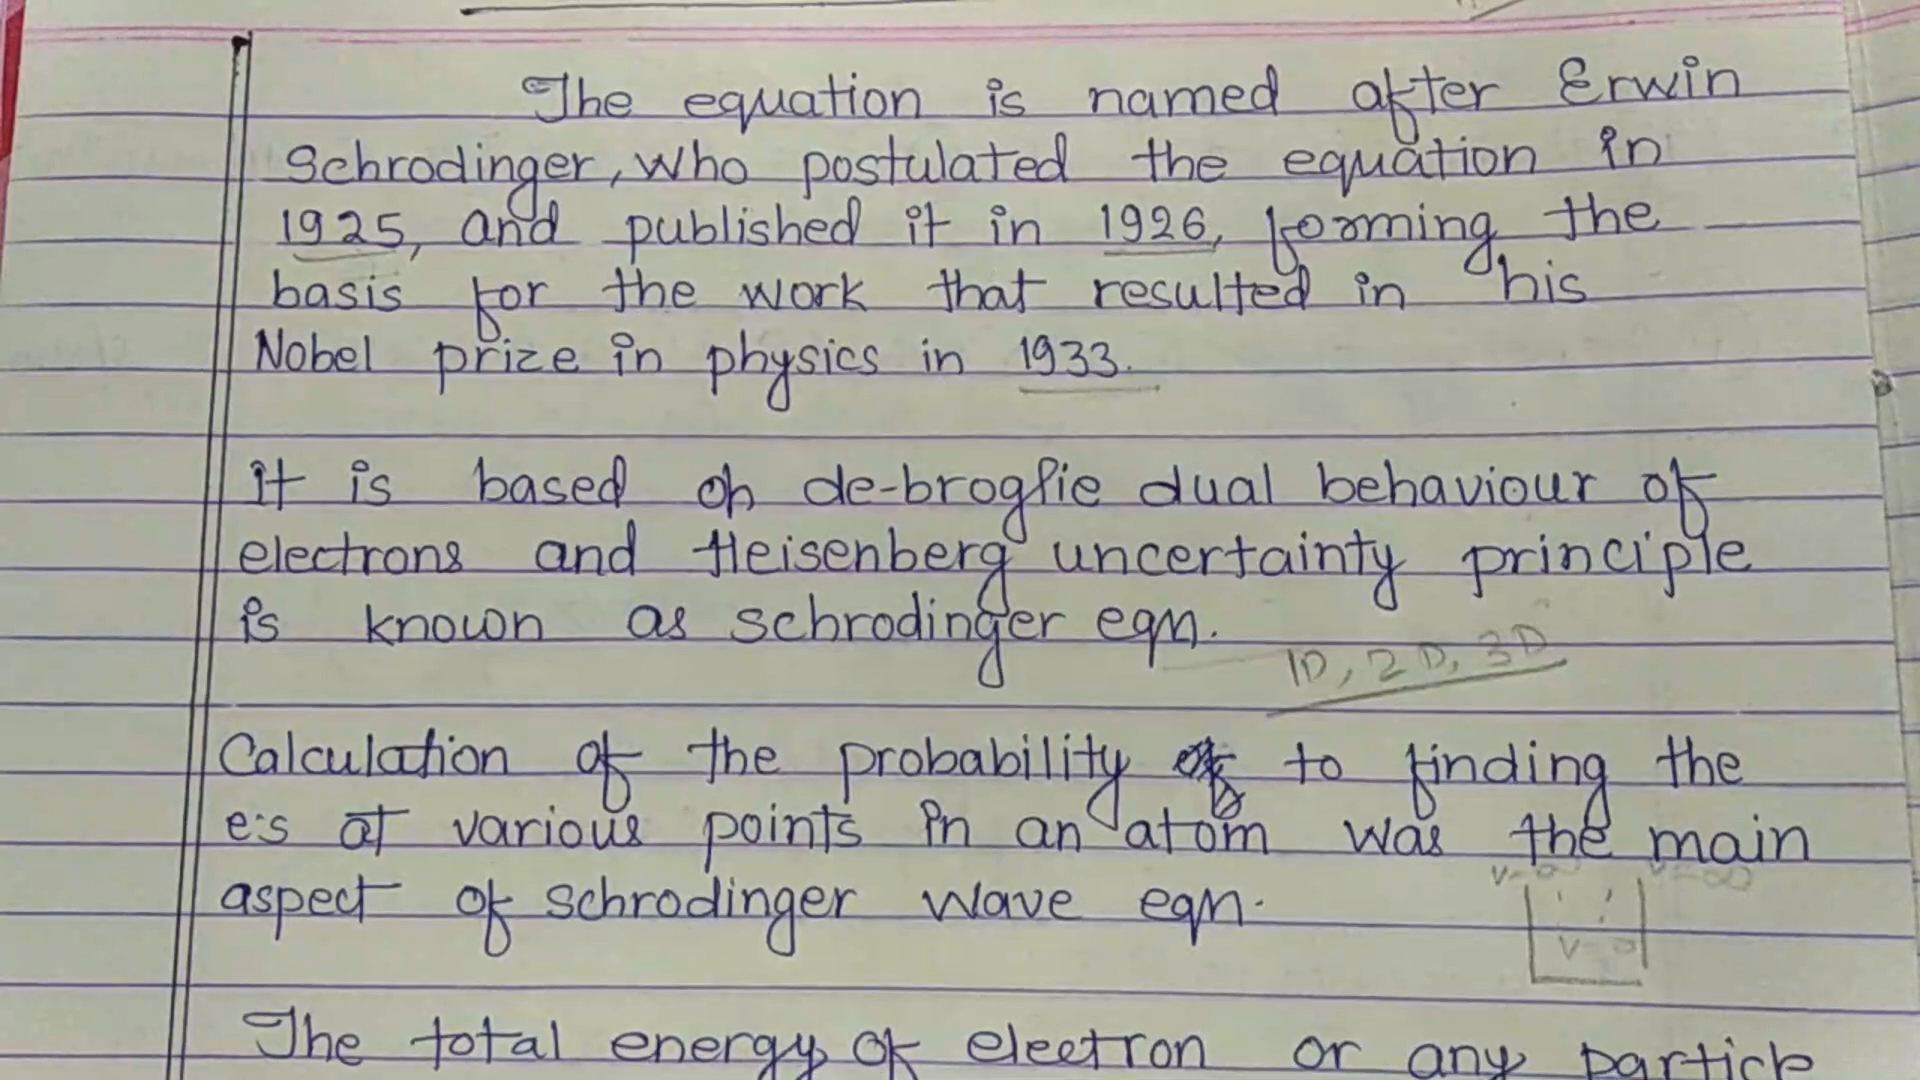 The equation is named after Erwin
Schrodinger, who postulated the equation in
1925, and published it in 1926, forming the
basis for the work that resulted in his
Nobel prize in physics in 1933.
it is based on de-broglie dual behaviour of
electrons and Heisenberg uncertainty principle
is known as schrodinger eqn.
1D, 2D, 3D
Calculation of the probability to finding the
e's at various points in an atom was the main
aspect of schrodinger wave eqn.
V=∞
V=0
The total energy of electron or any particle